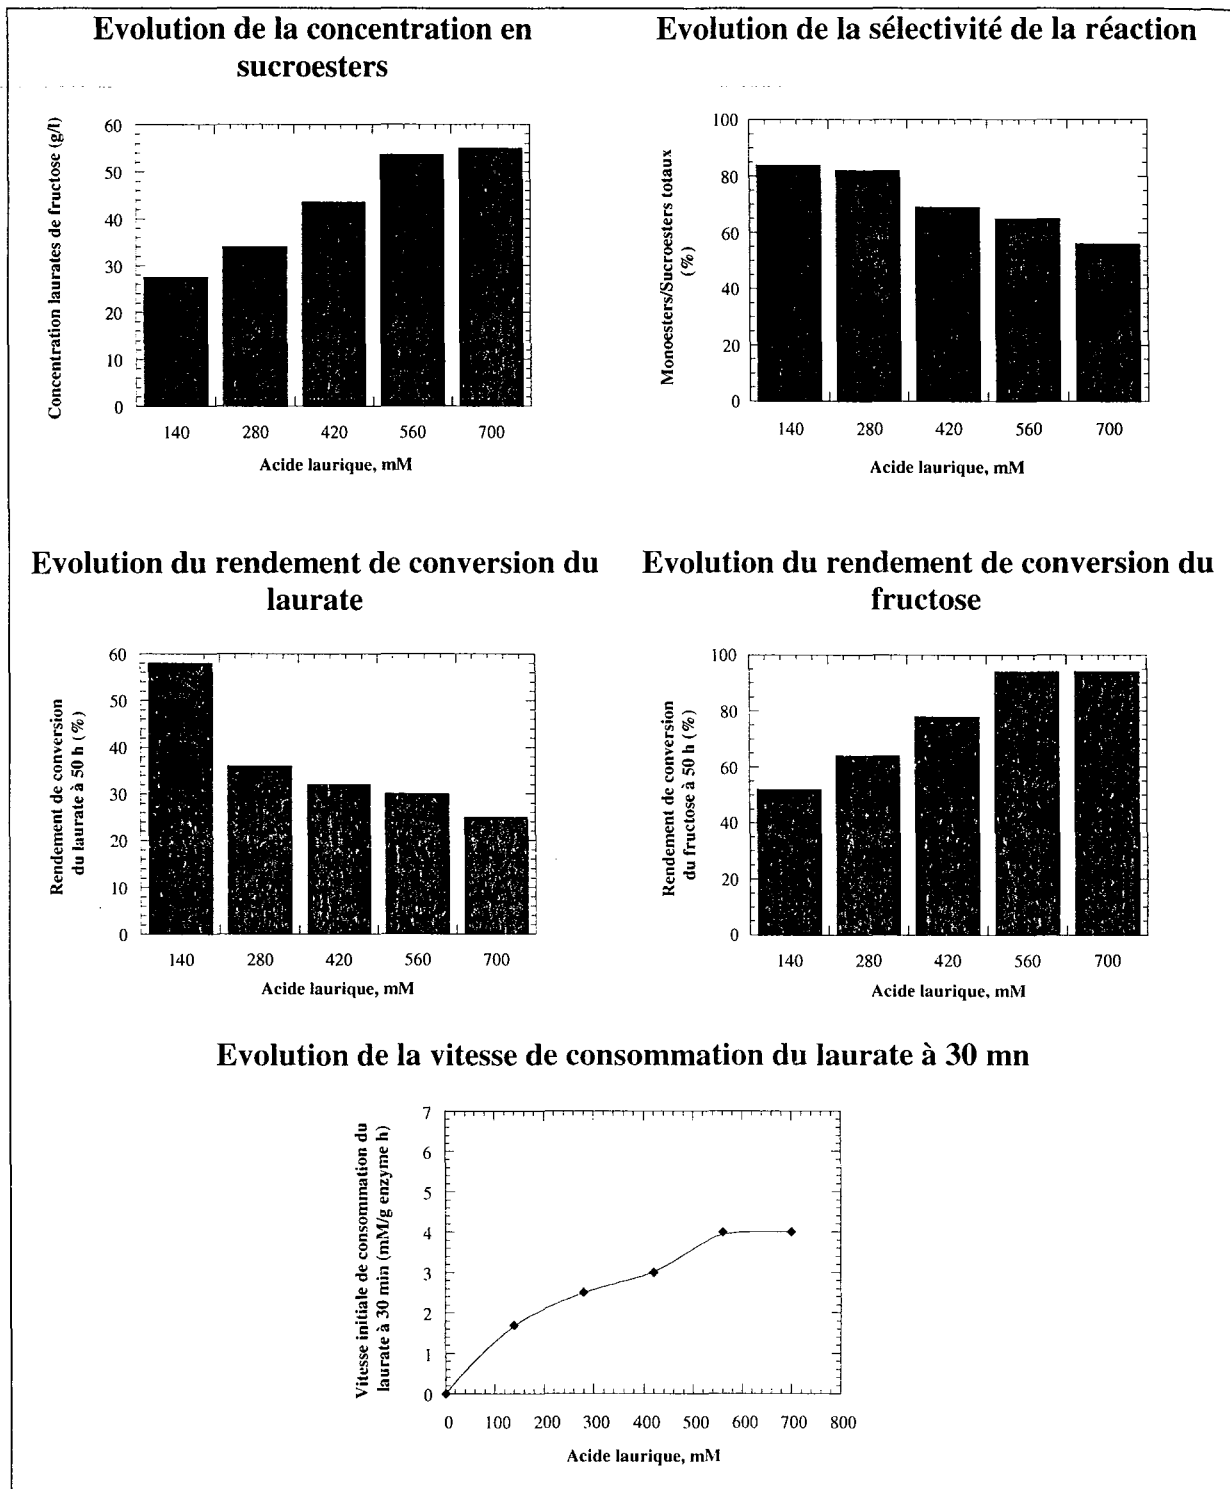 Evolution de la concentration en
sucroesters
Concentration laurates de fructose (g/l)
60
50
40
30
20
10
0
140 280 420 560 700
Acide laurique, mM
Evolution de la sélectivité de la réaction
Monoesters/Sucroesters totaux
(%)
100
80
60
40
20
0
140 280 420 560 700
Acide laurique, mM
Evolution du rendement de conversion du
laurate
Rendement de conversion
du laurate à 50 h (%)
60
50
40
30
20
10
0
140 280 420 560 700
Acide laurique, mM
Evolution du rendement de conversion du
fructose
Rendement de conversion
du fructose à 50 h (%)
100
80
60
40
20
0
140 280 420 560 700
Acide laurique, mM
Evolution de la vitesse de consommation du laurate à 30 mn
Vitesse initiale de consommation du
laurate à 30 min (mM/g enzyme h)
7
6
5
4
3
2
1
0
0 100 200 300 400 500 600 700 800
Acide laurique, mM